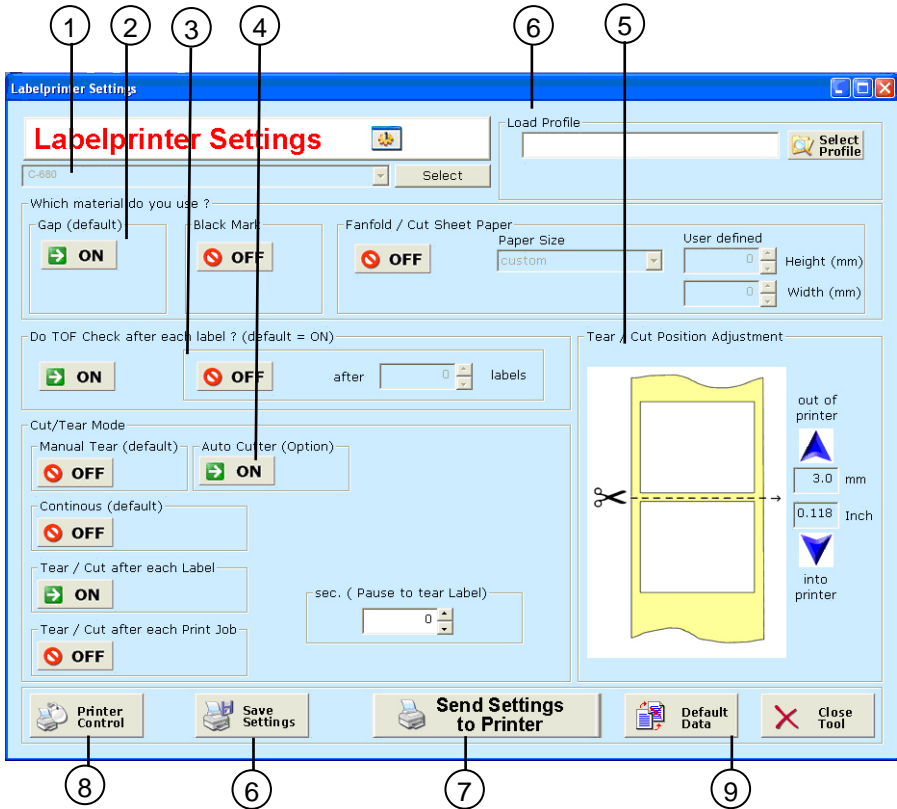 1 2 3 4 6 5
Labelprinter Settings
Labelprinter Settings
Load Profile
Select
Profile
C-680
Select
Which material do you use ?
Gap (default)
ON
Black Mark
OFF
Fanfold / Cut Sheet Paper
OFF
Paper Size
custom
User defined
0 Height (mm)
0 Width (mm)
Do TOF Check after each label ? (default = ON)
ON
OFF
after 0 labels
Tear / Cut Position Adjustment
out of
printer
3.0 mm
0.118 Inch
into
printer
Cut/Tear Mode
Manual Tear (default)
OFF
Auto Cutter (Option)
ON
Continous (default)
OFF
Tear / Cut after each Label
ON
sec. ( Pause to tear Label)
0
Tear / Cut after each Print Job
OFF
Printer
Control
Save
Settings
Send Settings
to Printer
Default
Data
Close
Tool
8 6 7 9